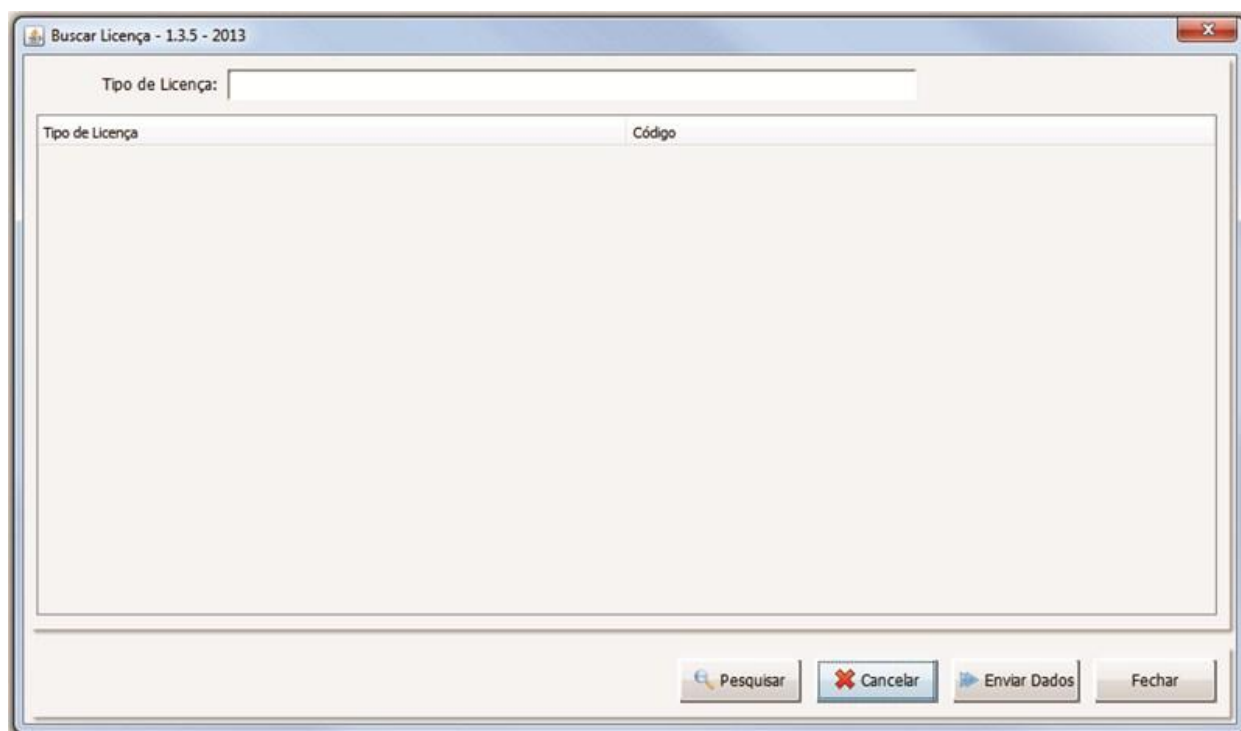 Buscar Licença - 1.3.5 - 2013
Tipo de Licença:
Tipo de Licença Código
Pesquisar Cancelar Enviar Dados Fechar